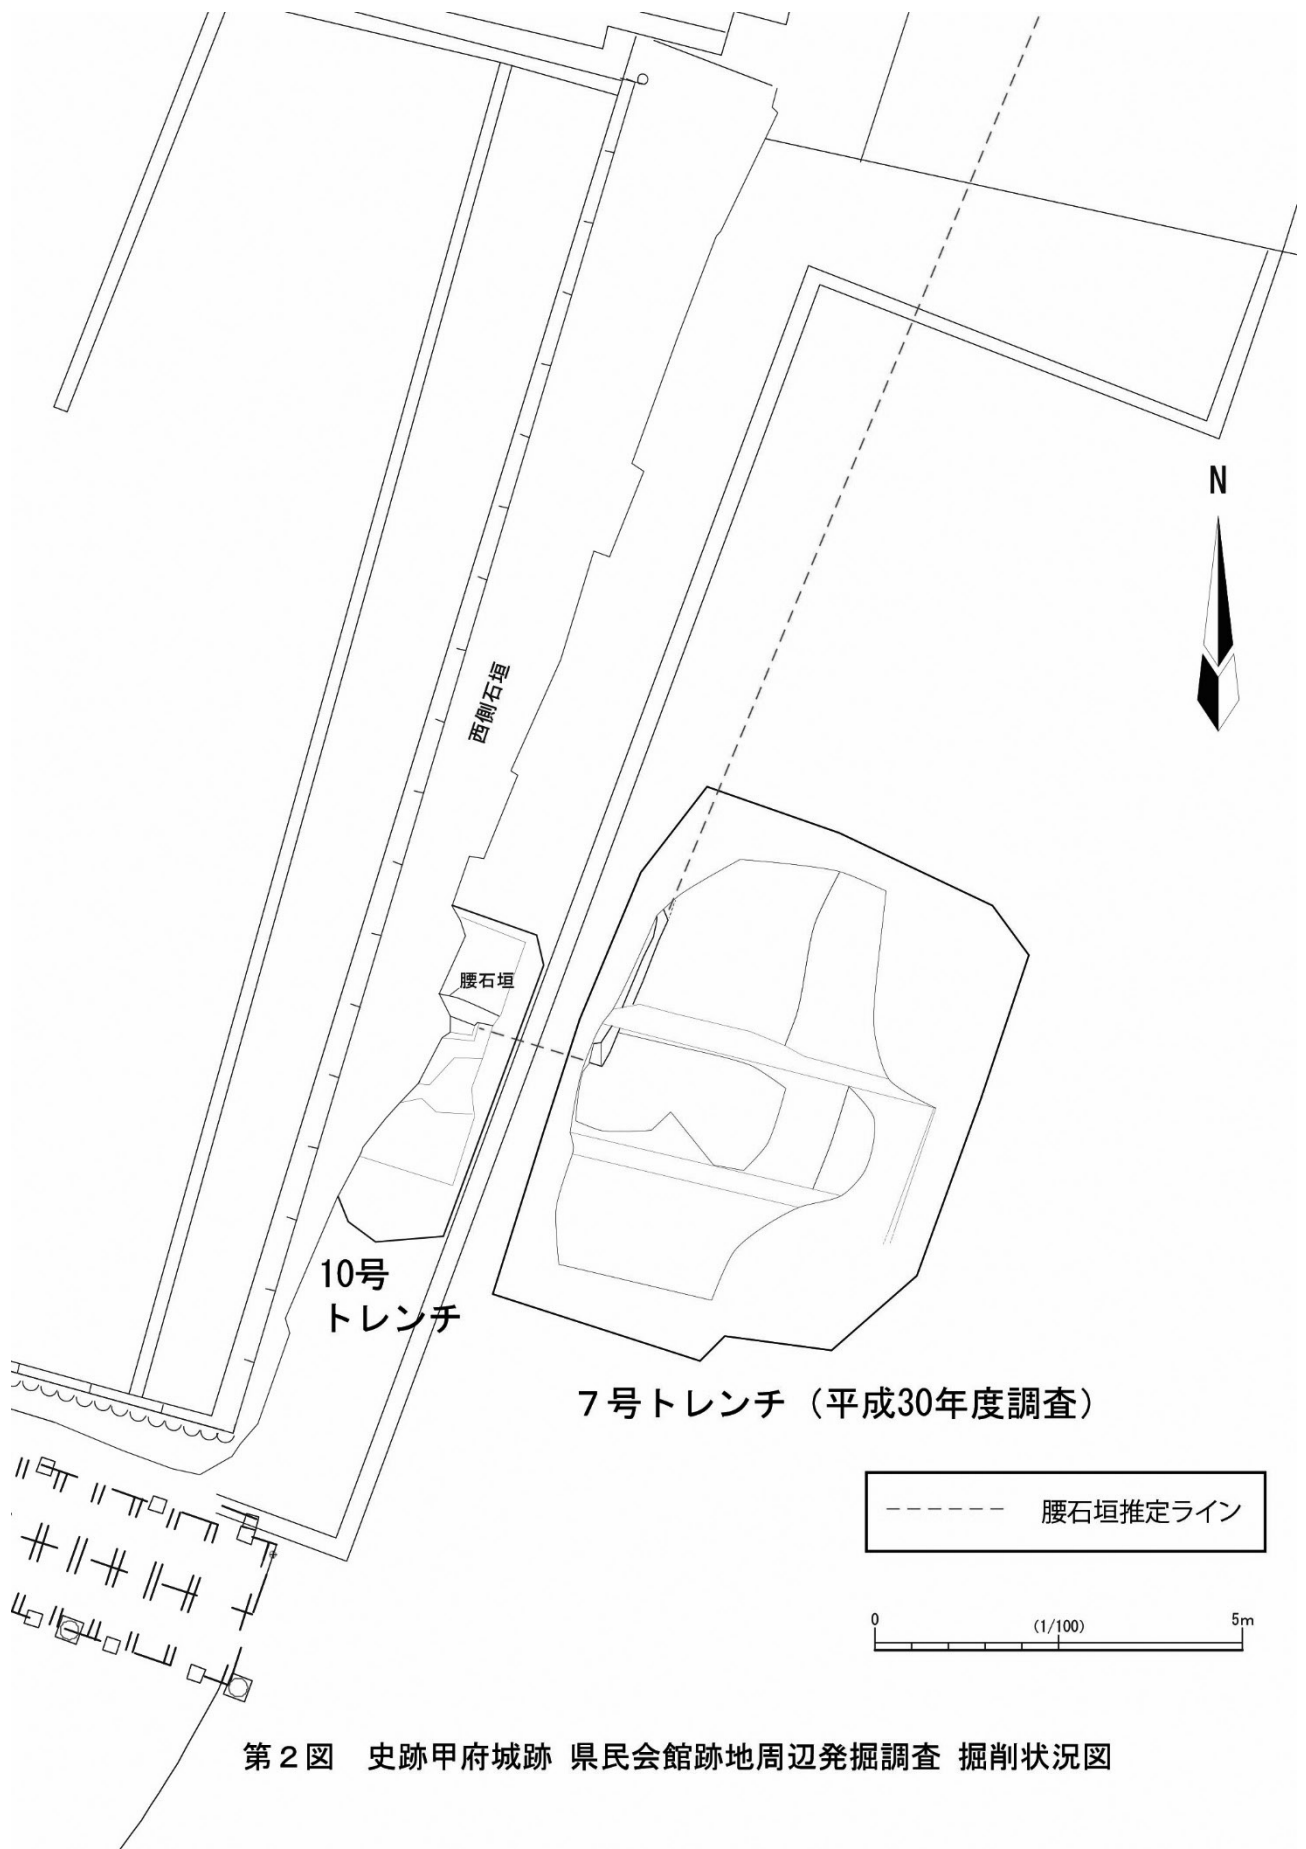 N
西側石垣
腰石垣
10号
トレンチ
７号トレンチ（平成30年度調査）
腰石垣推定ライン
0 (1/100) 5m
第２図　史跡甲府城跡 県民会館跡地周辺発掘調査 掘削状況図